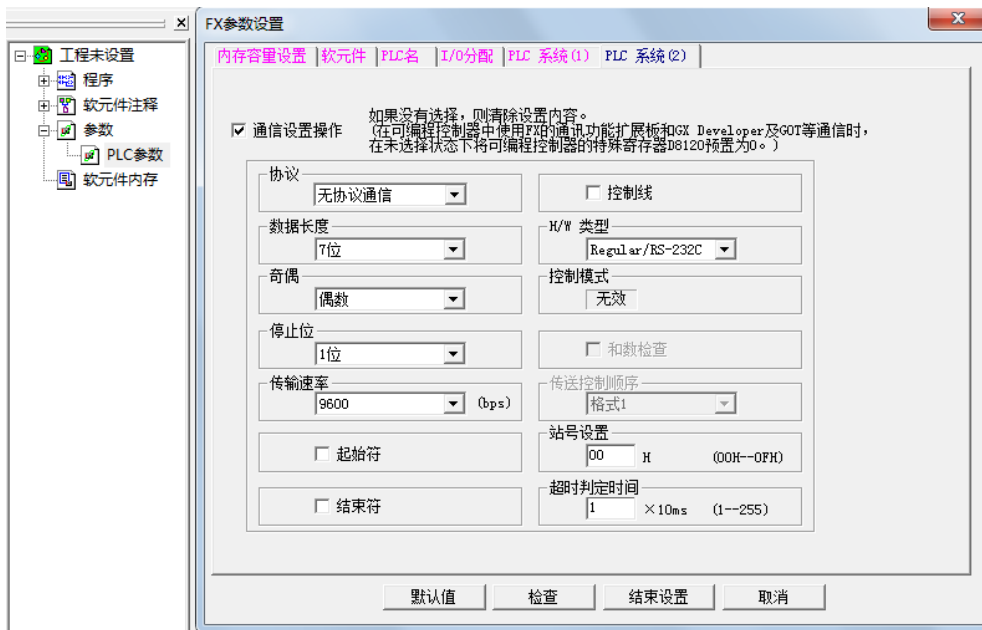 FX参数设置
工程未设置
程序
软元件注释
参数
PLC参数
软元件内存
内存容量设置 软元件 PLC名 I/O分配 PLC 系统(1) PLC 系统(2)
通信设置操作
如果没有选择，则清除设置内容。
(在可编程控制器中使用FX的通讯功能扩展板和GX Developer及GOT等通信时，
在未选择状态下将可编程控制器的特殊寄存器D8120预置为0。)
协议
无协议通信
控制线
数据长度
7位
H/W 类型
Regular/RS-232C
奇偶
偶数
控制模式
无效
停止位
1位
和数检查
传输速率
9600 (bps)
传送控制顺序
格式1
起始符
站号设置
00 H (00H--0FH)
结束符
超时判定时间
1 ×10ms (1--255)
默认值 检查 结束设置 取消